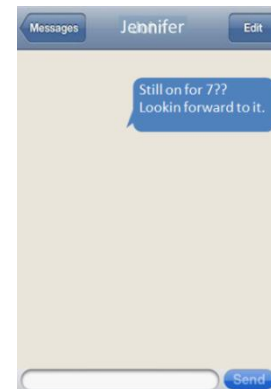 Messages
Jennifer
Edit
Still on for 7??
Lookin forward to it.
Send